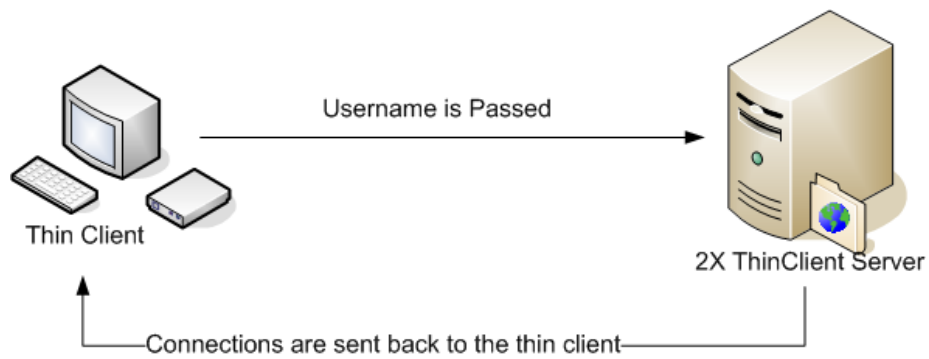 Username is Passed
Thin Client
2X ThinClient Server
Connections are sent back to the thin client